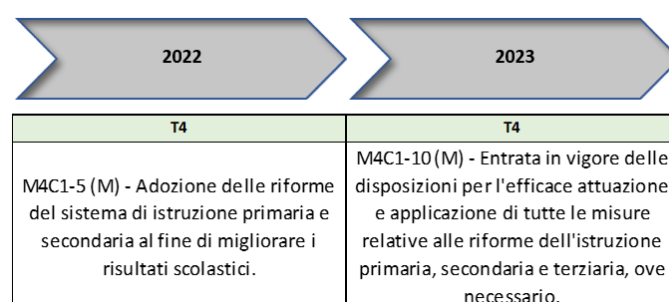 2022
2023
T4
T4
M4C1-5 (M) - Adozione delle riforme
del sistema di istruzione primaria e
secondaria al fine di migliorare i
risultati scolastici.
M4C1-10 (M) - Entrata in vigore delle
disposizioni per l'efficace attuazione
e applicazione di tutte le misure
relative alle riforme dell'istruzione
primaria, secondaria e terziaria, ove
necessario.